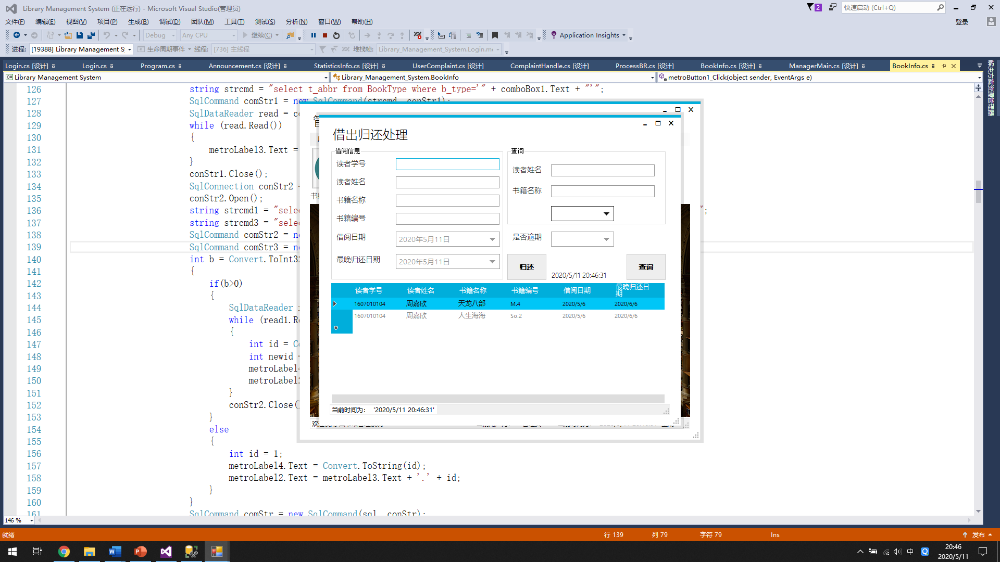 Library Management System (正在运行) - Microsoft Visual Studio(管理员)
2
快速启动 (Ctrl+Q)
文件(F) 编辑(E) 视图(V) 项目(P) 生成(B) 调试(D) 团队(M) 工具(T) 测试(S) 分析(N) 窗口(W) 帮助(H)
登录
Debug Any CPU 继续(C) Application Insights
进程: [19388] Library Management S 生命周期事件 线程: [736] 主线程 堆栈帧: Library_Management_System.Login.me
Login.cs [设计] Login.cs Program.cs Announcement.cs [设计] StatisticsInfo.cs [设计] UserComplaint.cs [设计] ComplaintHandle.cs [设计] ProcessBR.cs [设计] BookInfo.cs [设计] ManagerMain.cs [设计] BookInfo.cs
解决方案资源管理器
Library Management System Library_Management_System.BookInfo metroButton1_Click(object sender, EventArgs e)
126 string strcmd = "select t_abbr from BookType where b_type='" + comboBox1.Text + "'";
127 SqlCommand comStr1 = new SqlCommand(strcmd, conStr1);
128 SqlDataReader read = co
129 while (read.Read())
130 {
131 metroLabel3.Text =
132 }
133 conStr1.Close();
134 SqlConnection conStr2 =
135 conStr2.Open();
136 string strcmd1 = "selec ";
137 string strcmd3 = "selec
138 SqlCommand comStr2 = ne
139 SqlCommand comStr3 = ne
140 int b = Convert.ToInt32
141 {
142 if(b>0)
143 {
144 SqlDataReader r
145 while (read1.Re
146 {
147 int id = Co
148 int newid =
149 metroLabel4
150 metroLabel2
151 }
152 conStr2.Close()
153 }
154 else
155 {
156 int id = 1;
157 metroLabel4.Text = Convert.ToString(id);
158 metroLabel2.Text = metroLabel3.Text + '.' + id;
159 }
160 }
161 SqlCommand comStr = new SqlCommand(sql, conStr);
借出归还处理
借阅信息
读者学号
读者姓名
书籍名称
书籍编号
借阅日期 2020年5月11日
最晚归还日期 2020年5月11日
查询
读者姓名
书籍名称
是否逾期
归还 2020/5/11 20:46:31 查询
读者学号 读者姓名 书籍名称 书籍编号 借阅日期 最晚归还日期
1607010104 周嘉欣 天龙八部 M.4 2020/5/6 2020/6/6
1607010104 周嘉欣 人生海海 So.2 2020/5/6 2020/6/6
当前时间为: '2020/5/11 20:46:31'
146 %
就绪 行 139 列 79 字符 79 Ins 发布
中
20:46
2020/5/11